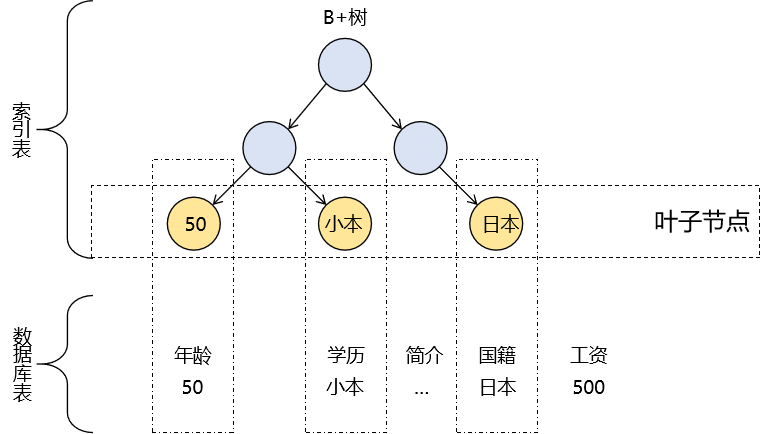 B+树
索引表
50
小本
日本
叶子节点
数据库表
年龄 学历 简介 国籍 工资
50 小本 ... 日本 500